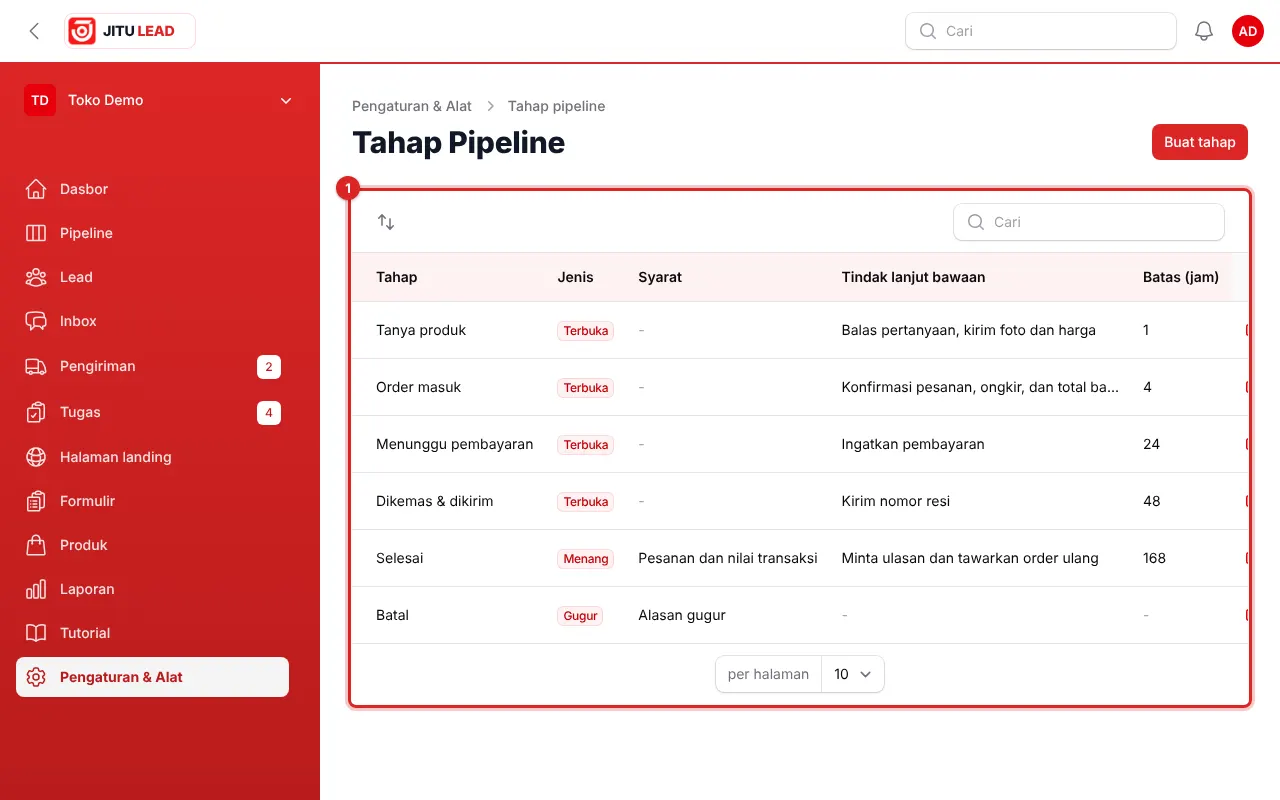 JITU LEAD
Cari
AD
TD
Toko Demo
Dasbor
Pipeline
Lead
Inbox
Pengiriman
2
Tugas
4
Halaman landing
Formulir
Produk
Laporan
Tutorial
Pengaturan & Alat
Pengaturan & Alat
Tahap pipeline
Tahap Pipeline
Buat tahap
1
Cari
Tahap Jenis Syarat Tindak lanjut bawaan Batas (jam)
Tanya produk Terbuka - Balas pertanyaan, kirim foto dan harga 1
Order masuk Terbuka - Konfirmasi pesanan, ongkir, dan total ba... 4
Menunggu pembayaran Terbuka - Ingatkan pembayaran 24
Dikemas & dikirim Terbuka - Kirim nomor resi 48
Selesai Menang Pesanan dan nilai transaksi Minta ulasan dan tawarkan order ulang 168
Batal Gugur Alasan gugur - -
per halaman 10